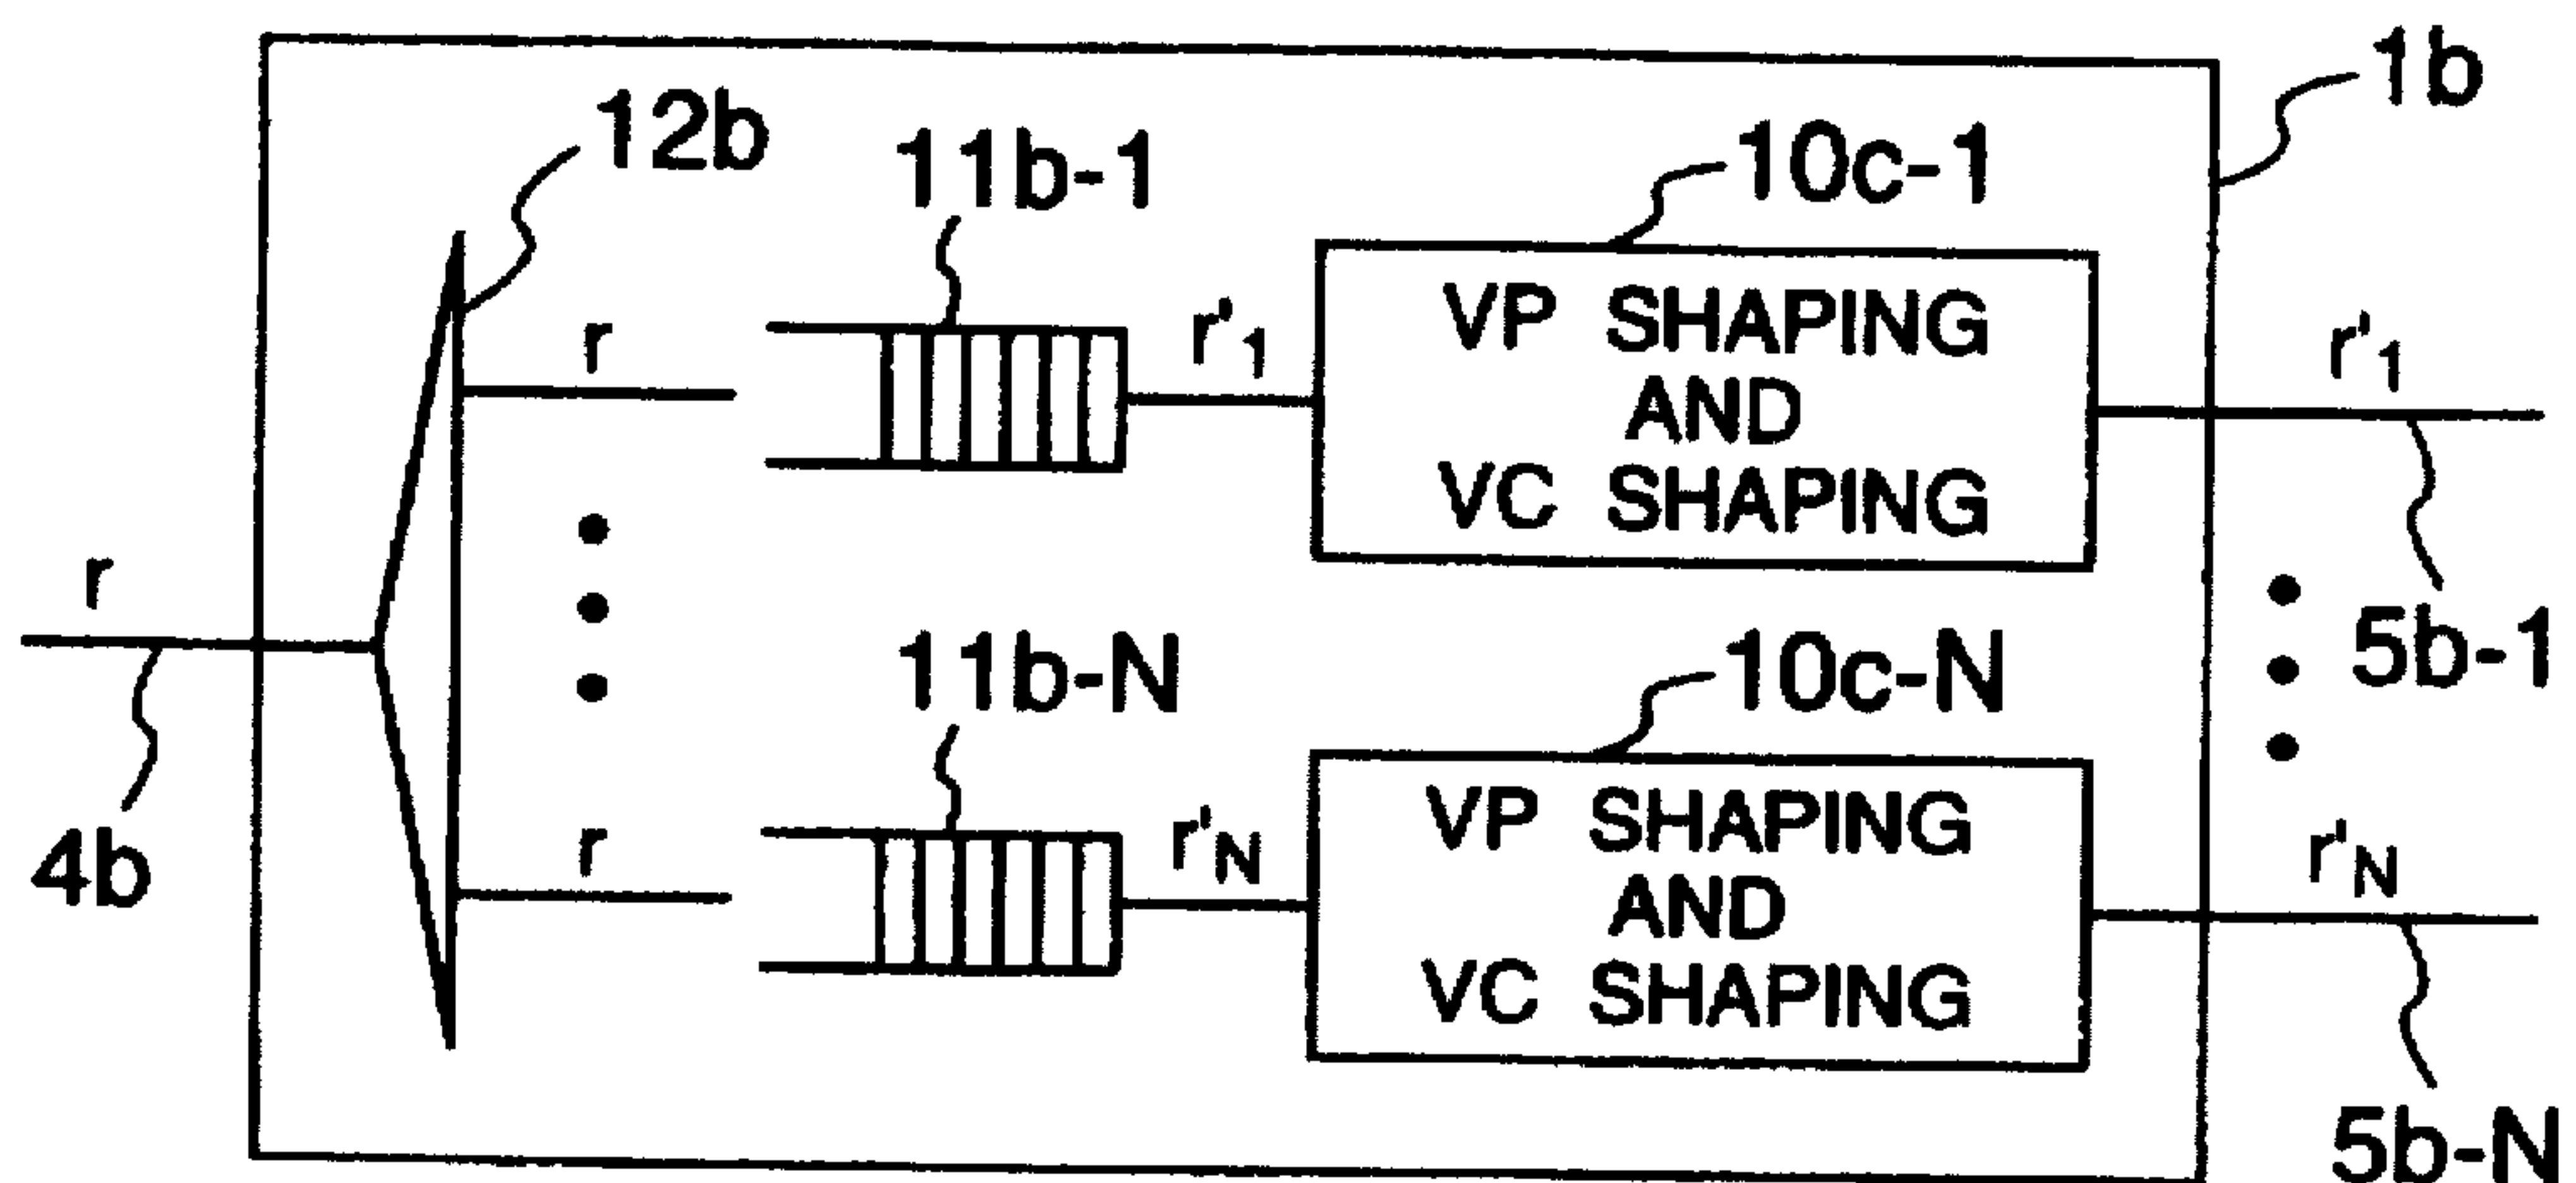 1b
12b
11b-1
10c-1
r
r'1
VP SHAPING
AND
VC SHAPING
r'1
r
4b
5b-1
11b-N
10c-N
r
r'N
VP SHAPING
AND
VC SHAPING
r'N
5b-N